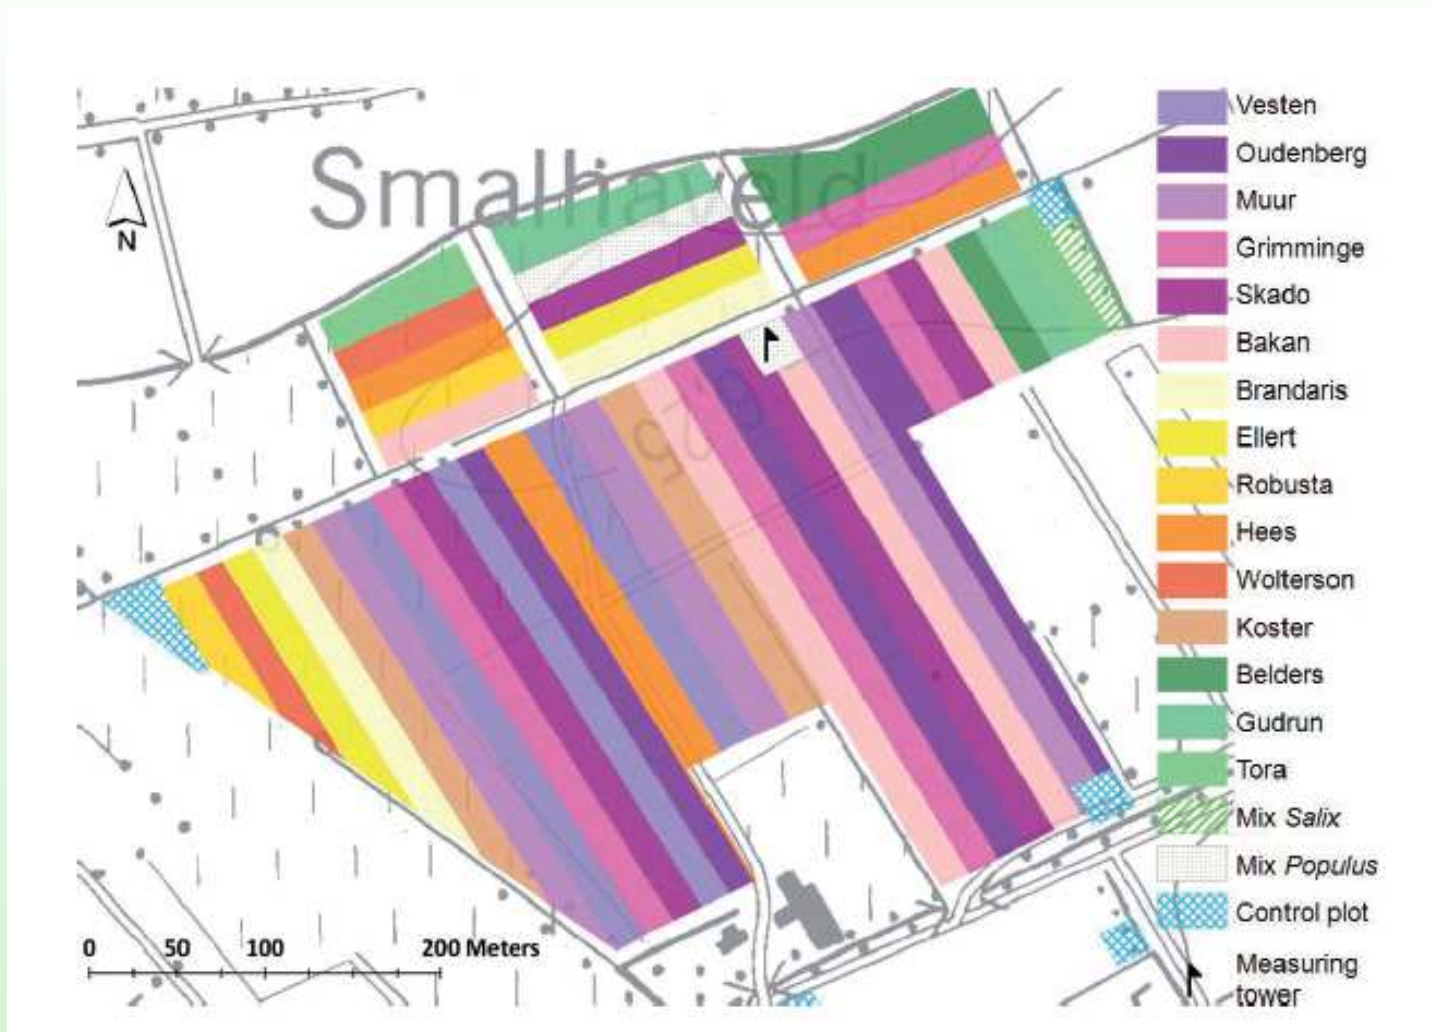 Smalhaveld
N
g25
Vesten
Oudenberg
Muur
Grimminge
Skado
Bakan
Brandaris
Ellert
Robusta
Hees
Wolterson
Koster
Belders
Gudrun
Tora
Mix Salix
Mix Populus
Control plot
Measuring
tower
0 50 100 200 Meters